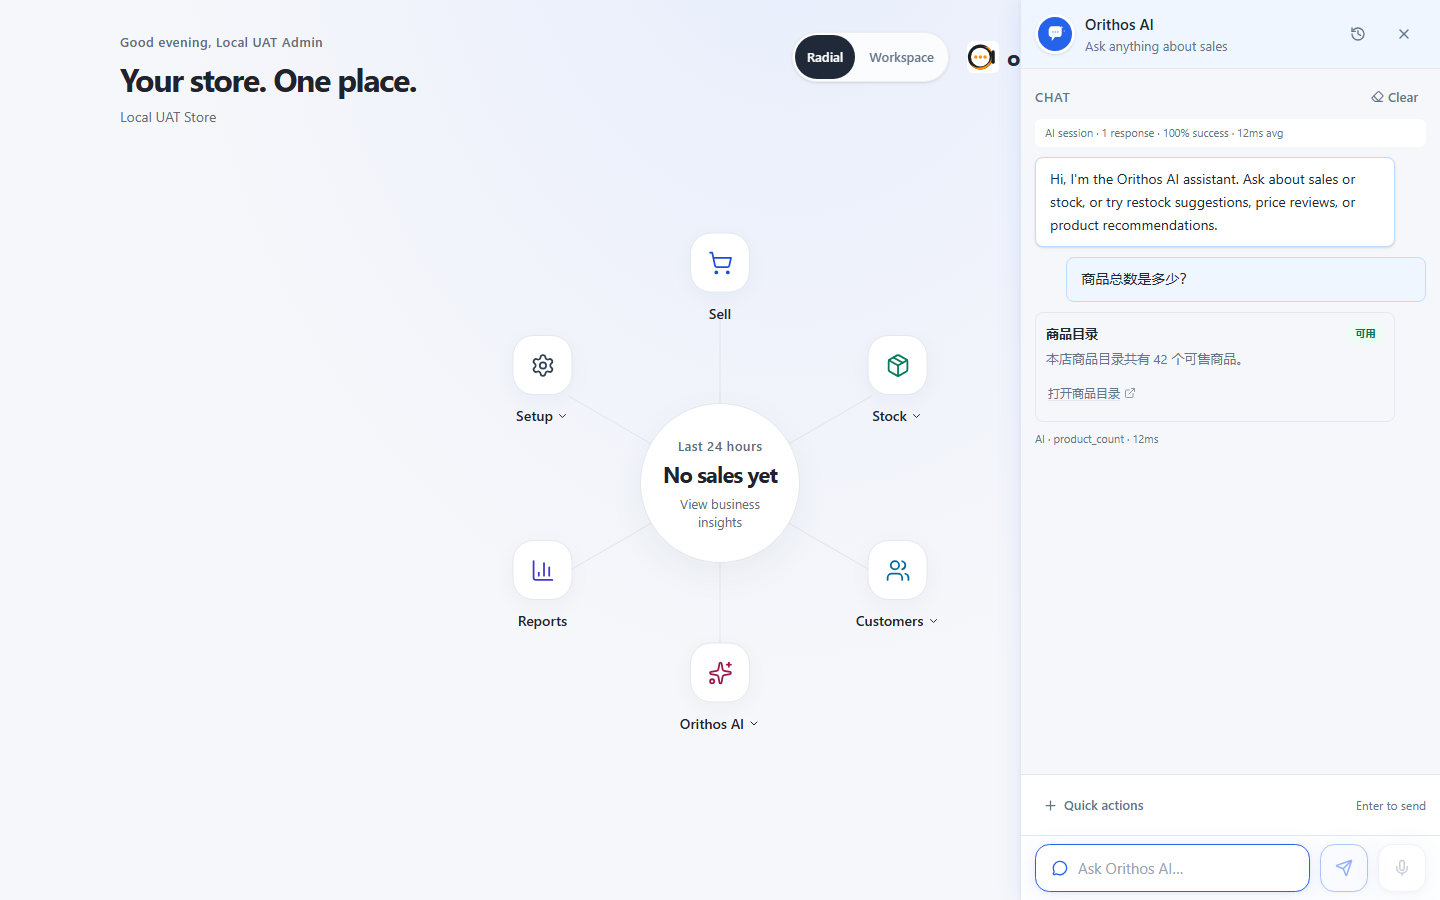 Good evening, Local UAT Admin
Your store. One place.
Local UAT Store
Radial
Workspace
o
Sell
Setup
Stock
Last 24 hours
No sales yet
View business
insights
Reports
Customers
Orithos AI
Orithos AI
Ask anything about sales
CHAT
Clear
AI session · 1 response · 100% success · 12ms avg
Hi, I'm the Orithos AI assistant. Ask about sales or
stock, or try restock suggestions, price reviews, or
product recommendations.
商品总数是多少?
商品目录
可用
本店商品目录共有 42 个可售商品。
打开商品目录
AI · product_count · 12ms
Quick actions
Enter to send
Ask Orithos AI...